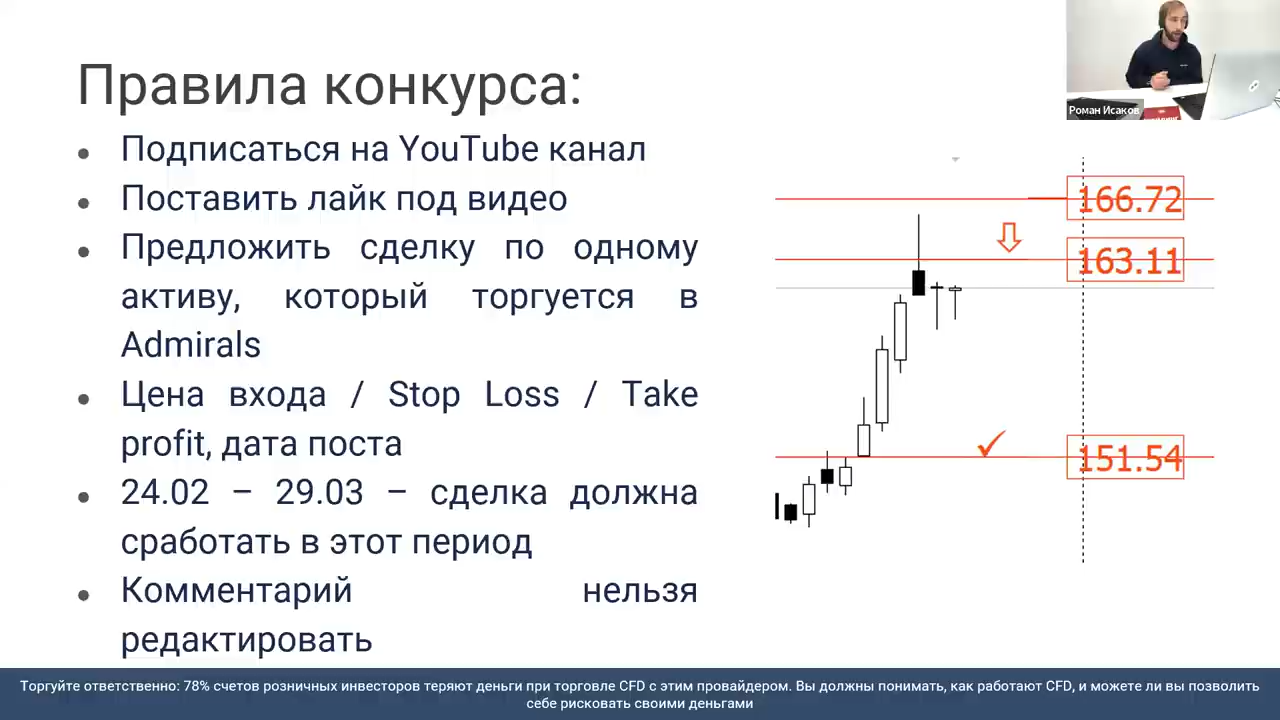 Правила конкурса:
Роман Исаков
Подписаться на YouTube канал
Поставить лайк под видео
Предложить сделку по одному
активу, который торгуется в
Admirals
Цена входа / Stop Loss / Take
profit, дата поста
24.02 – 29.03 – сделка должна
сработать в этот период
Комментарий нельзя
редактировать
166.72
163.11
151.54
Торгуйте ответственно: 78% счетов розничных инвесторов теряют деньги при торговле CFD с этим провайдером. Вы должны понимать, как работают CFD, и можете ли вы позволить
себе рисковать своими деньгами